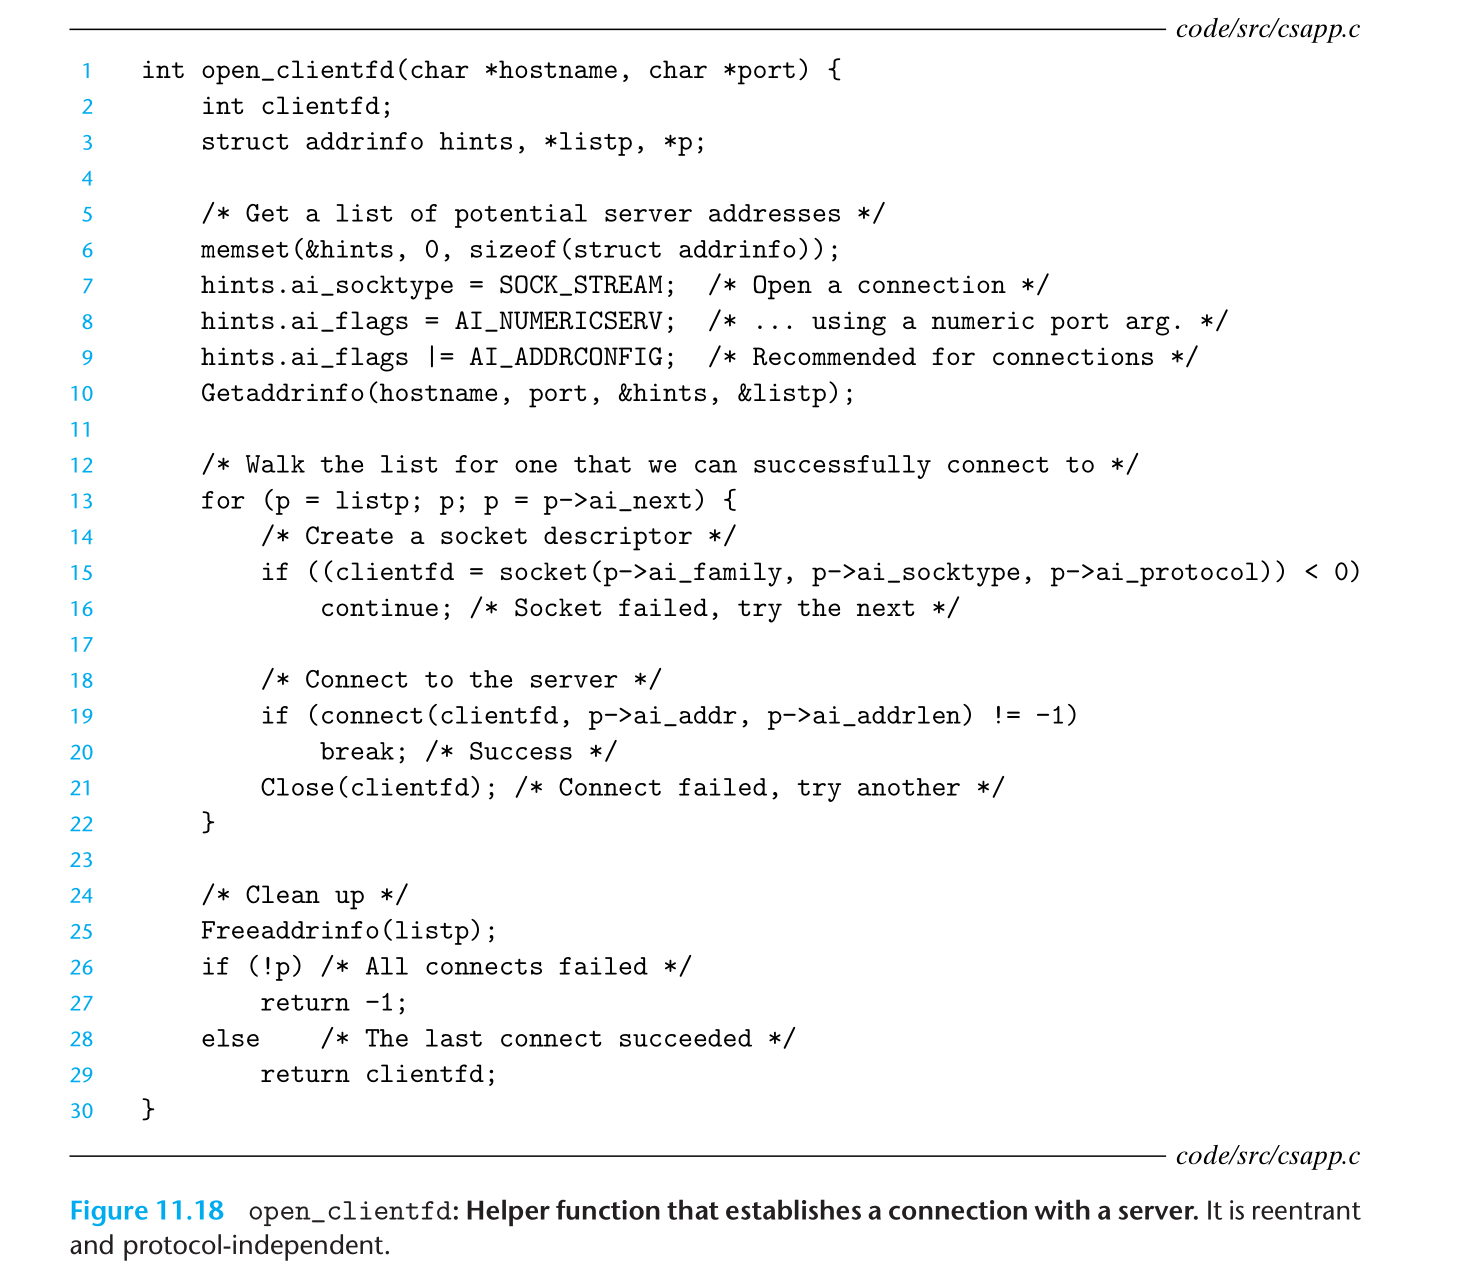 code/src/csapp.c
1 int open_clientfd(char *hostname, char *port) {
2     int clientfd;
3     struct addrinfo hints, *listp, *p;
4
5     /* Get a list of potential server addresses */
6     memset(&hints, 0, sizeof(struct addrinfo));
7     hints.ai_socktype = SOCK_STREAM;  /* Open a connection */
8     hints.ai_flags = AI_NUMERICSERV;  /* ... using a numeric port arg. */
9     hints.ai_flags |= AI_ADDRCONFIG;  /* Recommended for connections */
10     Getaddrinfo(hostname, port, &hints, &listp);
11
12     /* Walk the list for one that we can successfully connect to */
13     for (p = listp; p; p = p->ai_next) {
14         /* Create a socket descriptor */
15         if ((clientfd = socket(p->ai_family, p->ai_socktype, p->ai_protocol)) < 0)
16             continue; /* Socket failed, try the next */
17
18         /* Connect to the server */
19         if (connect(clientfd, p->ai_addr, p->ai_addrlen) != -1)
20             break; /* Success */
21         Close(clientfd); /* Connect failed, try another */
22     }
23
24     /* Clean up */
25     Freeaddrinfo(listp);
26     if (!p) /* All connects failed */
27         return -1;
28     else    /* The last connect succeeded */
29         return clientfd;
30 }
code/src/csapp.c
Figure 11.18 open_clientfd: Helper function that establishes a connection with a server. It is reentrant
and protocol-independent.